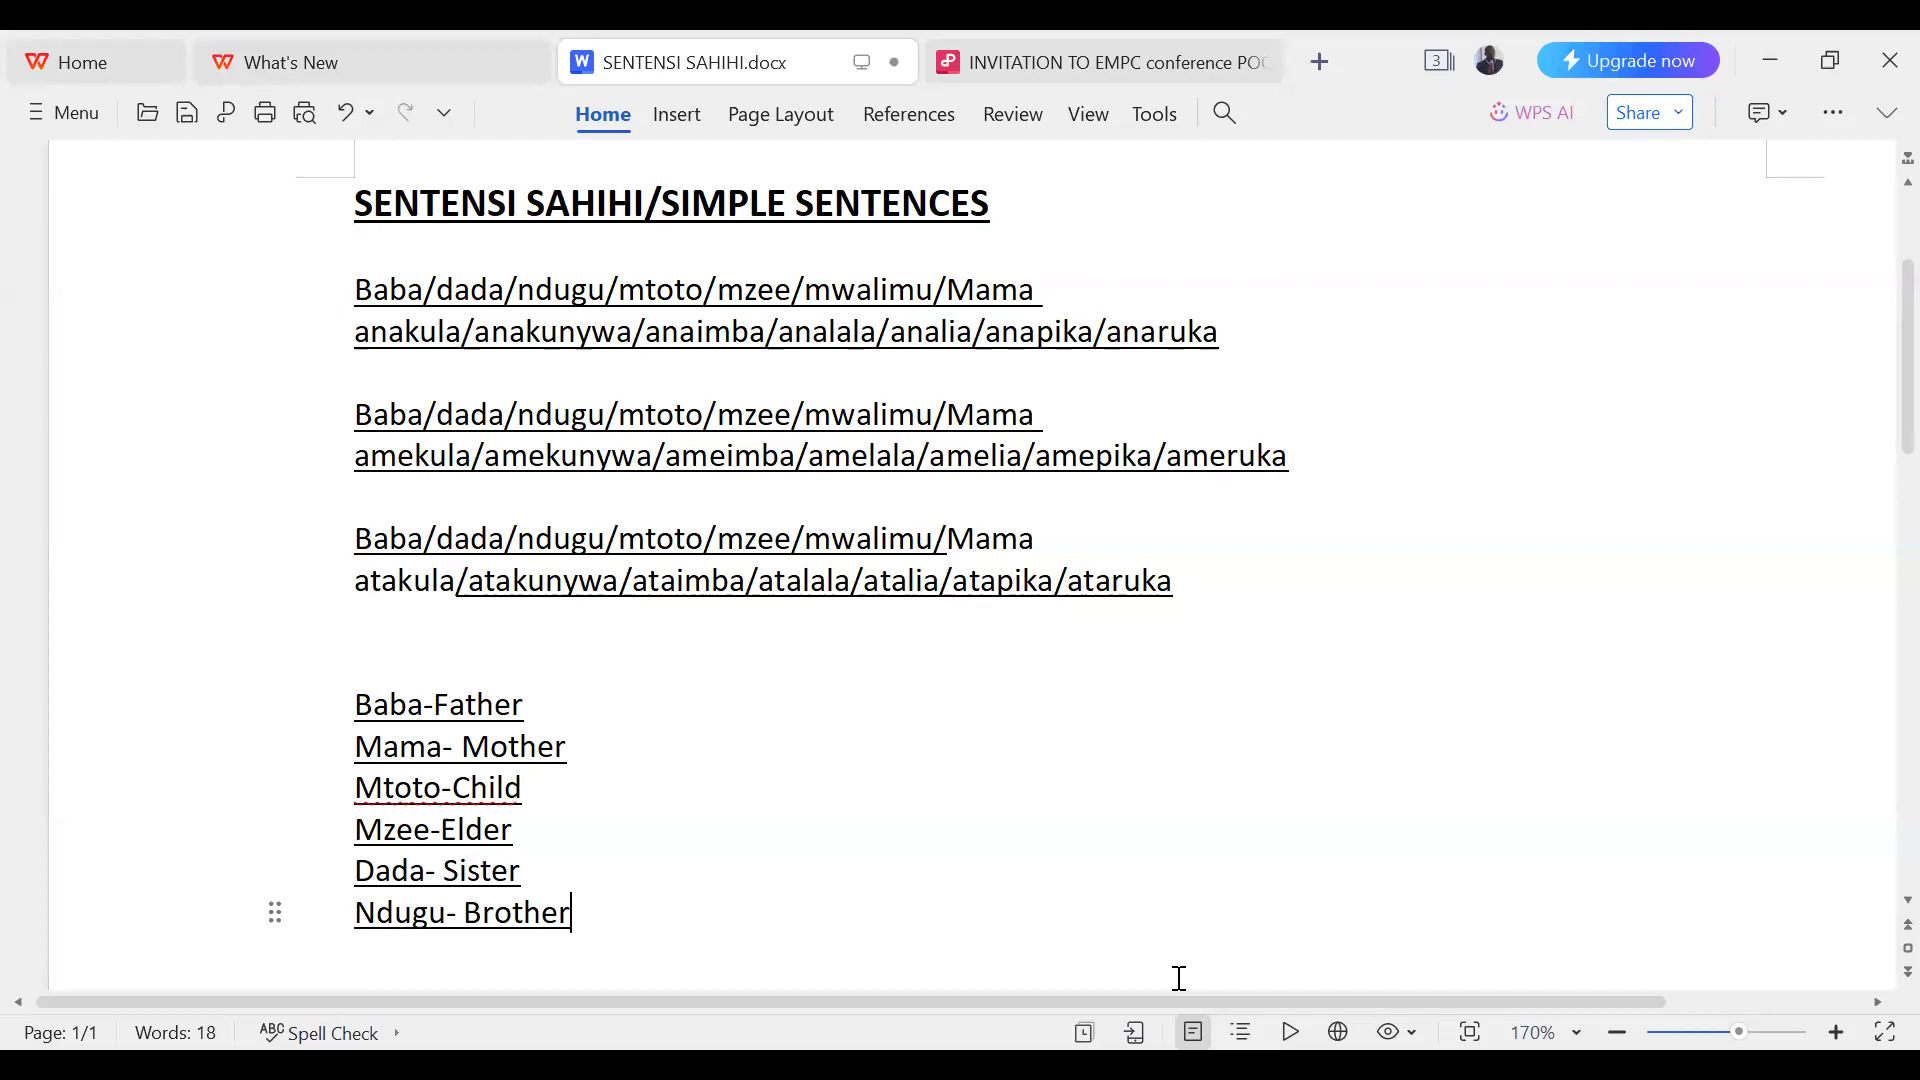 Home
What's New
SENTENSI SAHIHI.docx
INVITATION TO EMPC conference PO
3
Upgrade now
Menu
Home
Insert
Page Layout
References
Review
View
Tools
WPS AI
Share
SENTENSI SAHIHI/SIMPLE SENTENCES
Baba/dada/ndugu/mtoto/mzee/mwalimu/Mama
anakula/anakunywa/anaimba/analala/analia/anapika/anaruka
Baba/dada/ndugu/mtoto/mzee/mwalimu/Mama
amekula/amekunywa/ameimba/amelala/amelia/amepika/ameruka
Baba/dada/ndugu/mtoto/mzee/mwalimu/Mama
atakula/atakunywa/ataimba/atalala/atalia/atapika/ataruka
Baba-Father
Mama- Mother
Mtoto-Child
Mzee-Elder
Dada- Sister
Ndugu- Brother
Page: 1/1
Words: 18
ABC Spell Check
170%